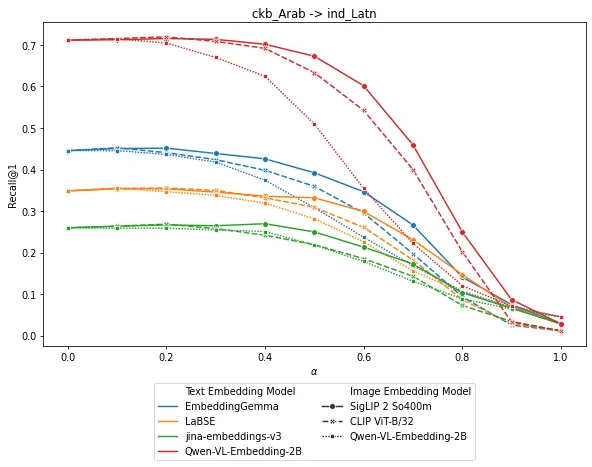 ckb_Arab -> ind_Latn
Recall@1
0.7
0.6
0.5
0.4
0.3
0.2
0.1
0.0
0.0 0.2 0.4 0.6 0.8 1.0
α
Text Embedding Model
EmbeddingGemma
LaBSE
jina-embeddings-v3
Qwen-VL-Embedding-2B
Image Embedding Model
SigLIP 2 So400m
CLIP ViT-B/32
Qwen-VL-Embedding-2B